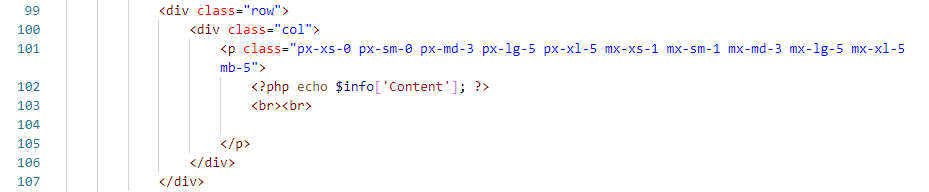 99 <div class="row">
100 <div class="col">
101 <p class="px-xs-0 px-sm-0 px-md-3 px-lg-5 px-xl-5 mx-xs-1 mx-sm-1 mx-md-3 mx-lg-5 mx-xl-5
mb-5">
102 <?php echo $info['Content']; ?>
103 <br><br>
104
105 </p>
106 </div>
107 </div>